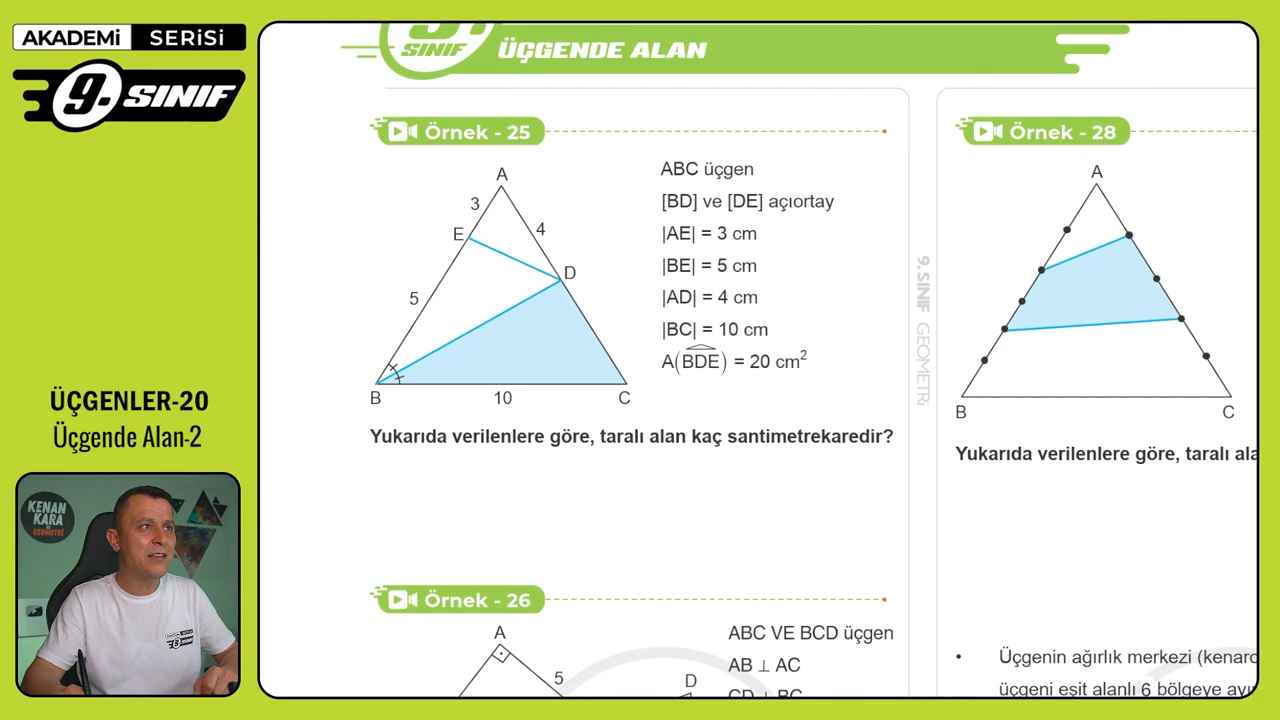 AKADEMİ SERİSİ
9. SINIF
ÜÇGENLER-20
Üçgende Alan-2
KENAN
KARA
GEOMETRİ
SINIF
ÜÇGENDE ALAN
Örnek - 25
A
3
E
4
D
5
B
10
C
ABC üçgen
[BD] ve [DE] açıortay
|AE| = 3 cm
|BE| = 5 cm
|AD| = 4 cm
|BC| = 10 cm
A(BDE) = 20 cm²
Yukarıda verilenlere göre, taralı alan kaç santimetrekaredir?
Örnek - 26
A
5
D
ABC VE BCD üçgen
AB ⊥ AC
CD ⊥ BC
9. SINIF GEOMETRİ
Örnek - 28
A
B
C
Yukarıda verilenlere göre, taralı ala
• Üçgenin ağırlık merkezi (kenarc
üçgeni eşit alanlı 6 bölgeye ayı